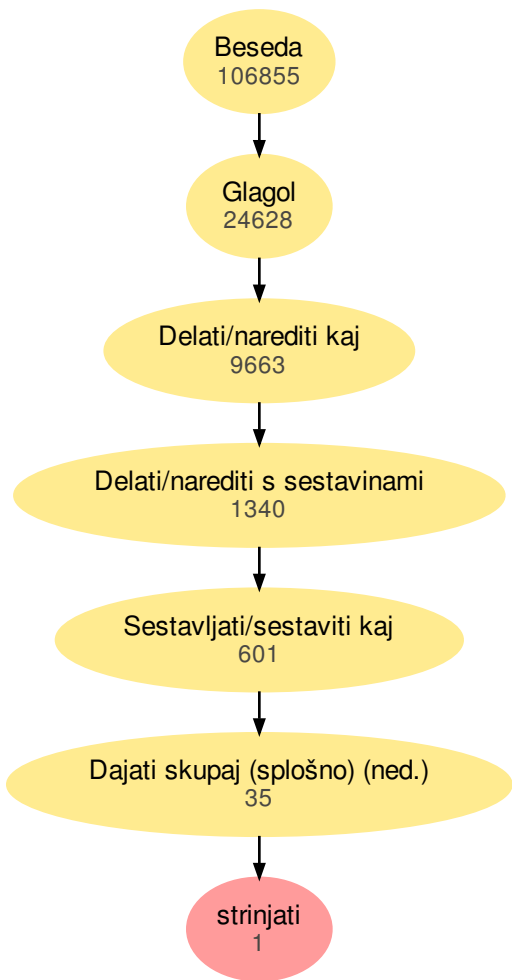 Beseda
106855
Glagol
24628
Delati/narediti kaj
9663
Delati/narediti s sestavinami
1340
Sestavljati/sestaviti kaj
601
Dajati skupaj (splošno) (ned.)
35
strinjati
1